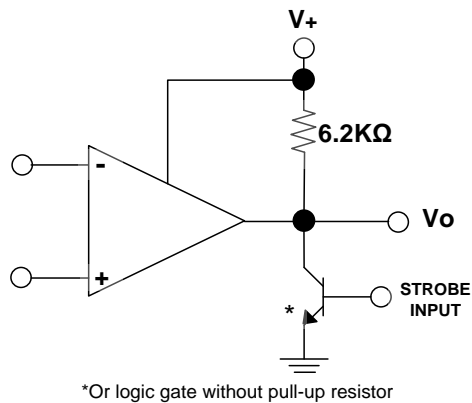 V+
6.2KΩ
-
Vo
+
STROBE
INPUT
*
*Or logic gate without pull-up resistor